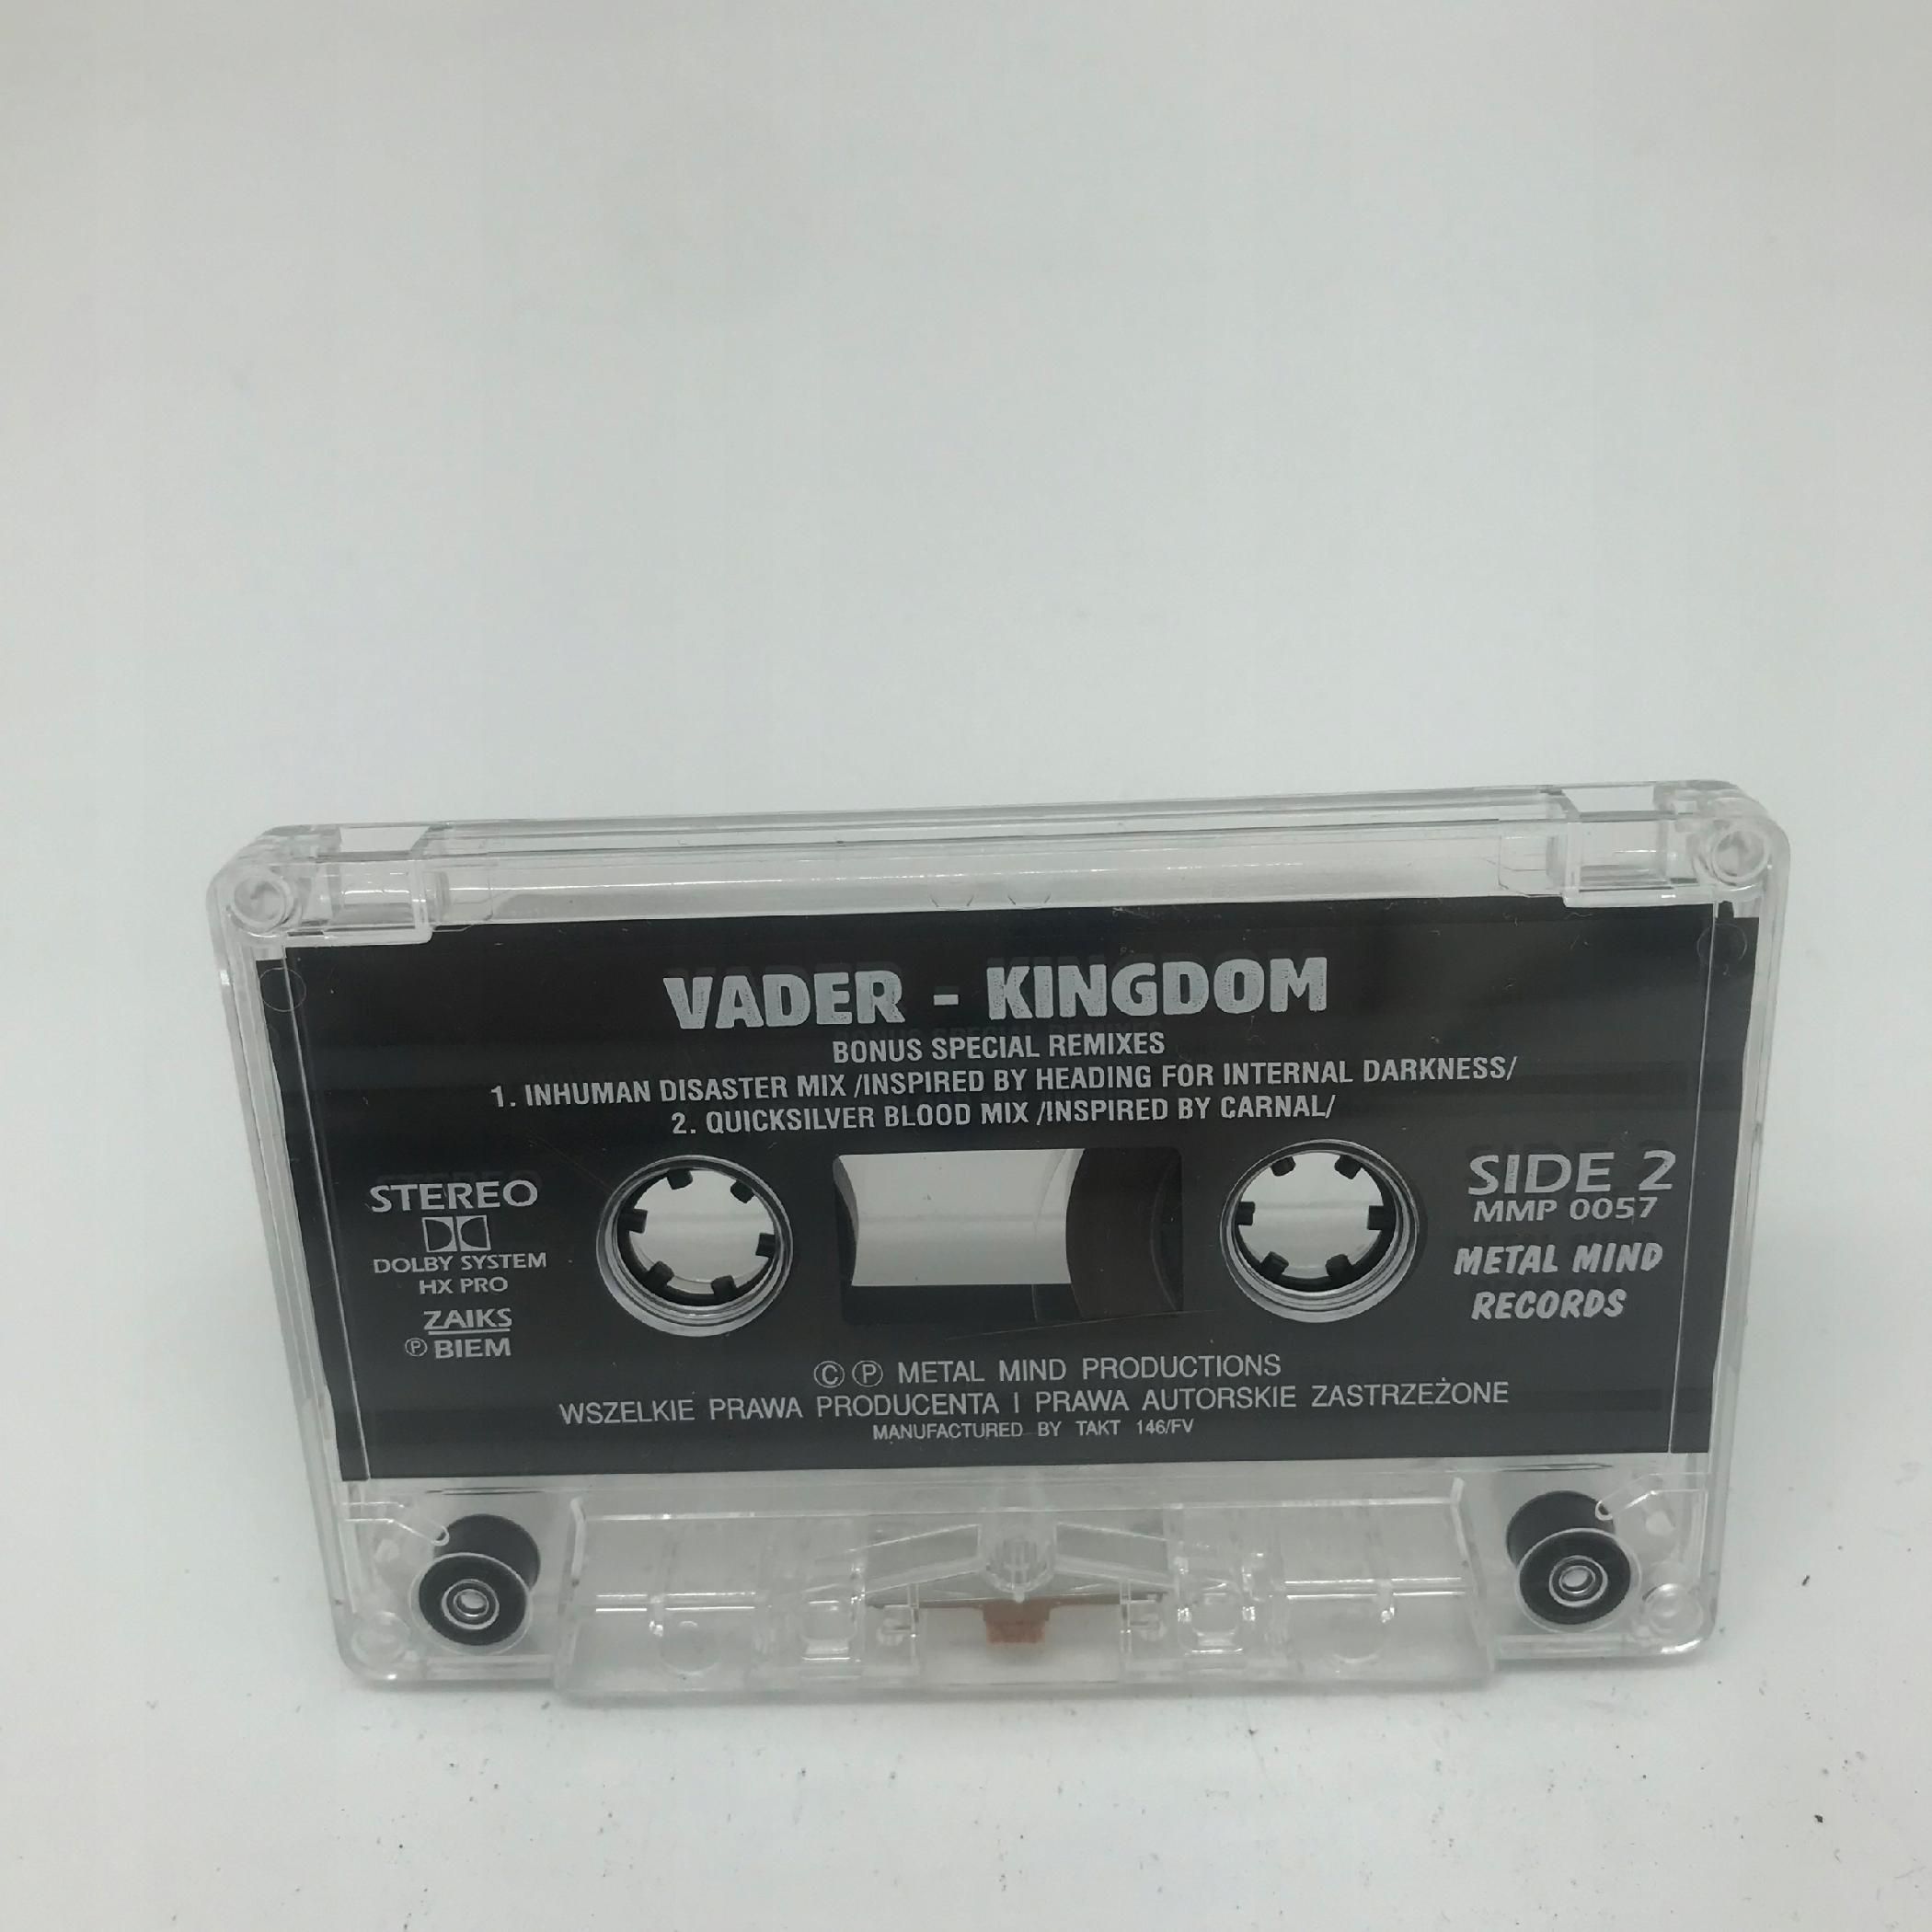 VADER - KINGDOM
BONUS SPECIAL REMIXES
1. INHUMAN DISASTER MIX /INSPIRED BY HEADING FOR INTERNAL DARKNESS/
2. QUICKSILVER BLOOD MIX /INSPIRED BY CARNAL/
STEREO
DOLBY SYSTEM
HX PRO
ZAIKS
Ⓟ BIEM
SIDE 2
MMP 0057
METAL MIND
RECORDS
© Ⓟ METAL MIND PRODUCTIONS
WSZELKIE PRAWA PRODUCENTA I PRAWA AUTORSKIE ZASTRZEŻONE
MANUFACTURED BY TAKT 146/FV